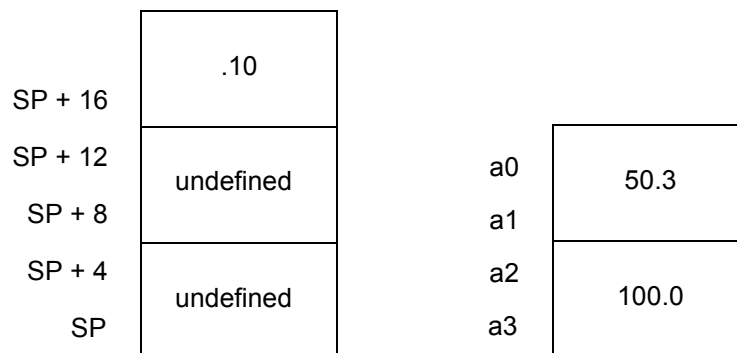 .10
SP + 16
SP + 12
undefined
SP + 8
SP + 4
undefined
SP
a0
50.3
a1
a2
100.0
a3